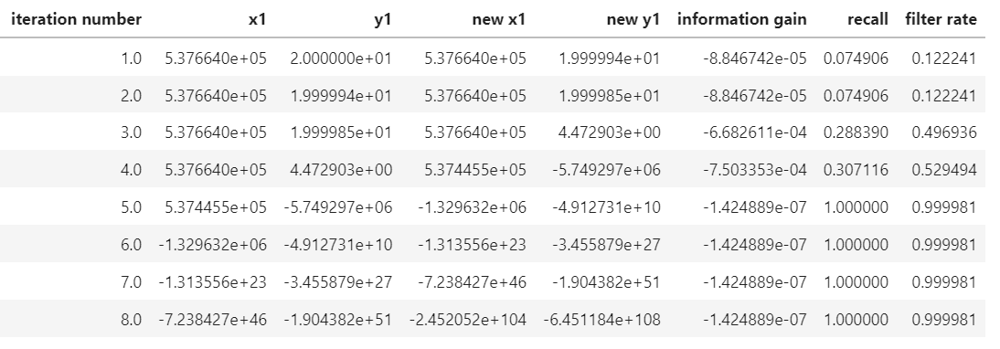 iteration number x1 y1 new x1 new y1 information gain recall filter rate
1.0 5.376640e+05 2.000000e+01 5.376640e+05 1.999994e+01 -8.846742e-05 0.074906 0.122241
2.0 5.376640e+05 1.999994e+01 5.376640e+05 1.999985e+01 -8.846742e-05 0.074906 0.122241
3.0 5.376640e+05 1.999985e+01 5.376640e+05 4.472903e+00 -6.682611e-04 0.288390 0.496936
4.0 5.376640e+05 4.472903e+00 5.374455e+05 -5.749297e+06 -7.503353e-04 0.307116 0.529494
5.0 5.374455e+05 -5.749297e+06 -1.329632e+06 -4.912731e+10 -1.424889e-07 1.000000 0.999981
6.0 -1.329632e+06 -4.912731e+10 -1.313556e+23 -3.455879e+27 -1.424889e-07 1.000000 0.999981
7.0 -1.313556e+23 -3.455879e+27 -7.238427e+46 -1.904382e+51 -1.424889e-07 1.000000 0.999981
8.0 -7.238427e+46 -1.904382e+51 -2.452052e+104 -6.451184e+108 -1.424889e-07 1.000000 0.999981